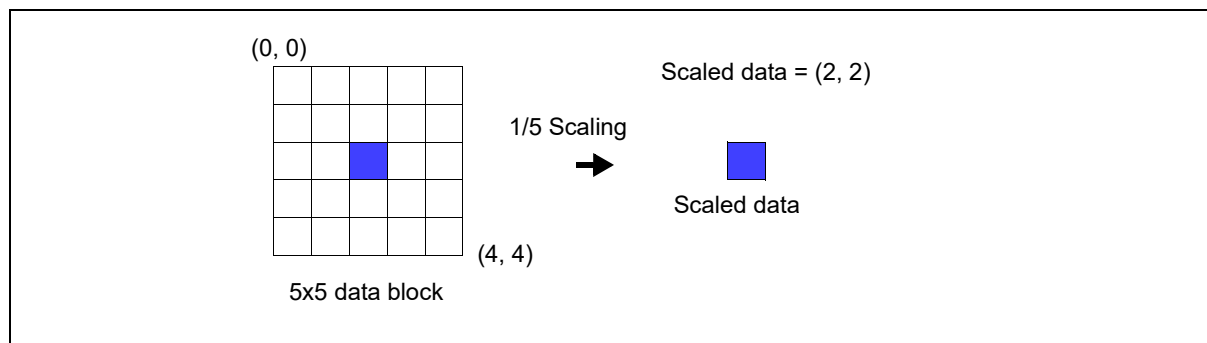 (0, 0)
Scaled data = (2, 2)
1/5 Scaling
Scaled data
(4, 4)
5x5 data block